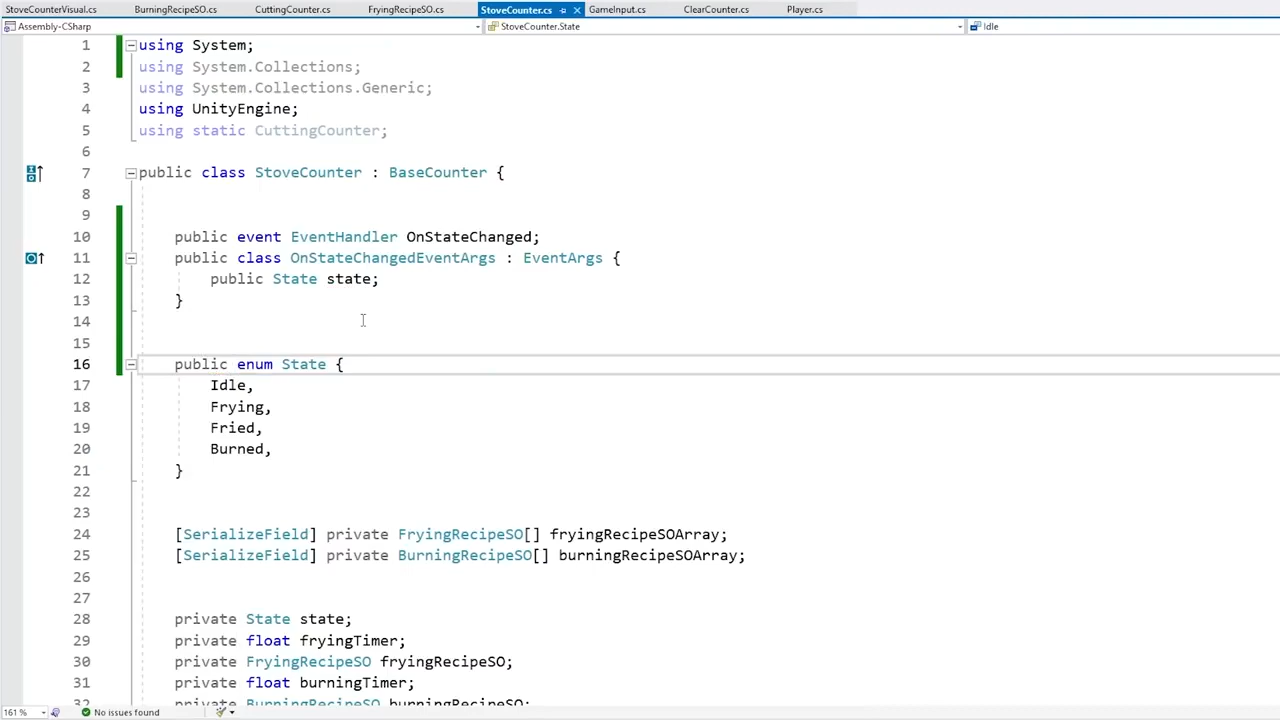 StoveCounterVisual.cs BurningRecipeSO.cs CuttingCounter.cs FryingRecipeSO.cs StoveCounter.cs GameInput.cs ClearCounter.cs Player.cs
Assembly-CSharp StoveCounter.State Idle
1 using System;
2 using System.Collections;
3 using System.Collections.Generic;
4 using UnityEngine;
5 using static CuttingCounter;
6
7 public class StoveCounter : BaseCounter {
8
9
10 public event EventHandler OnStateChanged;
11 public class OnStateChangedEventArgs : EventArgs {
12 public State state;
13 }
14
15
16 public enum State {
17 Idle,
18 Frying,
19 Fried,
20 Burned,
21 }
22
23
24 [SerializeField] private FryingRecipeSO[] fryingRecipeSOArray;
25 [SerializeField] private BurningRecipeSO[] burningRecipeSOArray;
26
27
28 private State state;
29 private float fryingTimer;
30 private FryingRecipeSO fryingRecipeSO;
31 private float burningTimer;
32 private BurningRecipeSO burningRecipeSO;
161 % No issues found